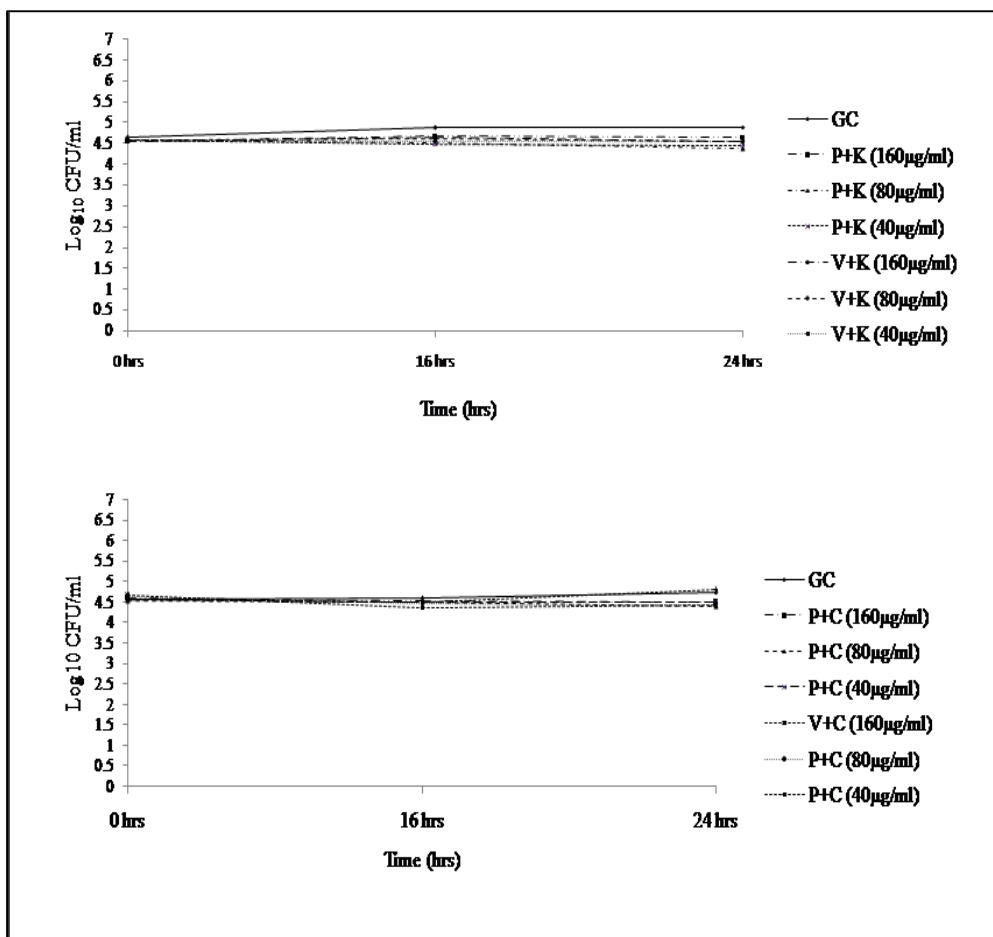 7
6.5
6
5.5
5
4.5
4
3.5
3
2.5
2
1.5
1
0.5
0
Log₁₀ CFU/ml
0 hrs
16 hrs
24 hrs
Time (hrs)
GC
P+K (160µg/ml)
P+K (80µg/ml)
P+K (40µg/ml)
V+K (160µg/ml)
V+K (80µg/ml)
V+K (40µg/ml)
7
6.5
6
5.5
5
4.5
4
3.5
3
2.5
2
1.5
1
0.5
0
Log10 CFU/ml
0 hrs
16 hrs
24 hrs
Time (hrs)
GC
P+C (160µg/ml)
P+C (80µg/ml)
P+C (40µg/ml)
V+C (160µg/ml)
P+C (80µg/ml)
P+C (40µg/ml)